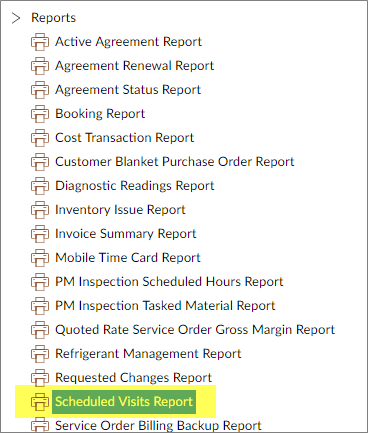 Reports
Active Agreement Report
Agreement Renewal Report
Agreement Status Report
Booking Report
Cost Transaction Report
Customer Blanket Purchase Order Report
Diagnostic Readings Report
Inventory Issue Report
Invoice Summary Report
Mobile Time Card Report
PM Inspection Scheduled Hours Report
PM Inspection Tasked Material Report
Quoted Rate Service Order Gross Margin Report
Refrigerant Management Report
Requested Changes Report
Scheduled Visits Report
Service Order Billing Backup Report